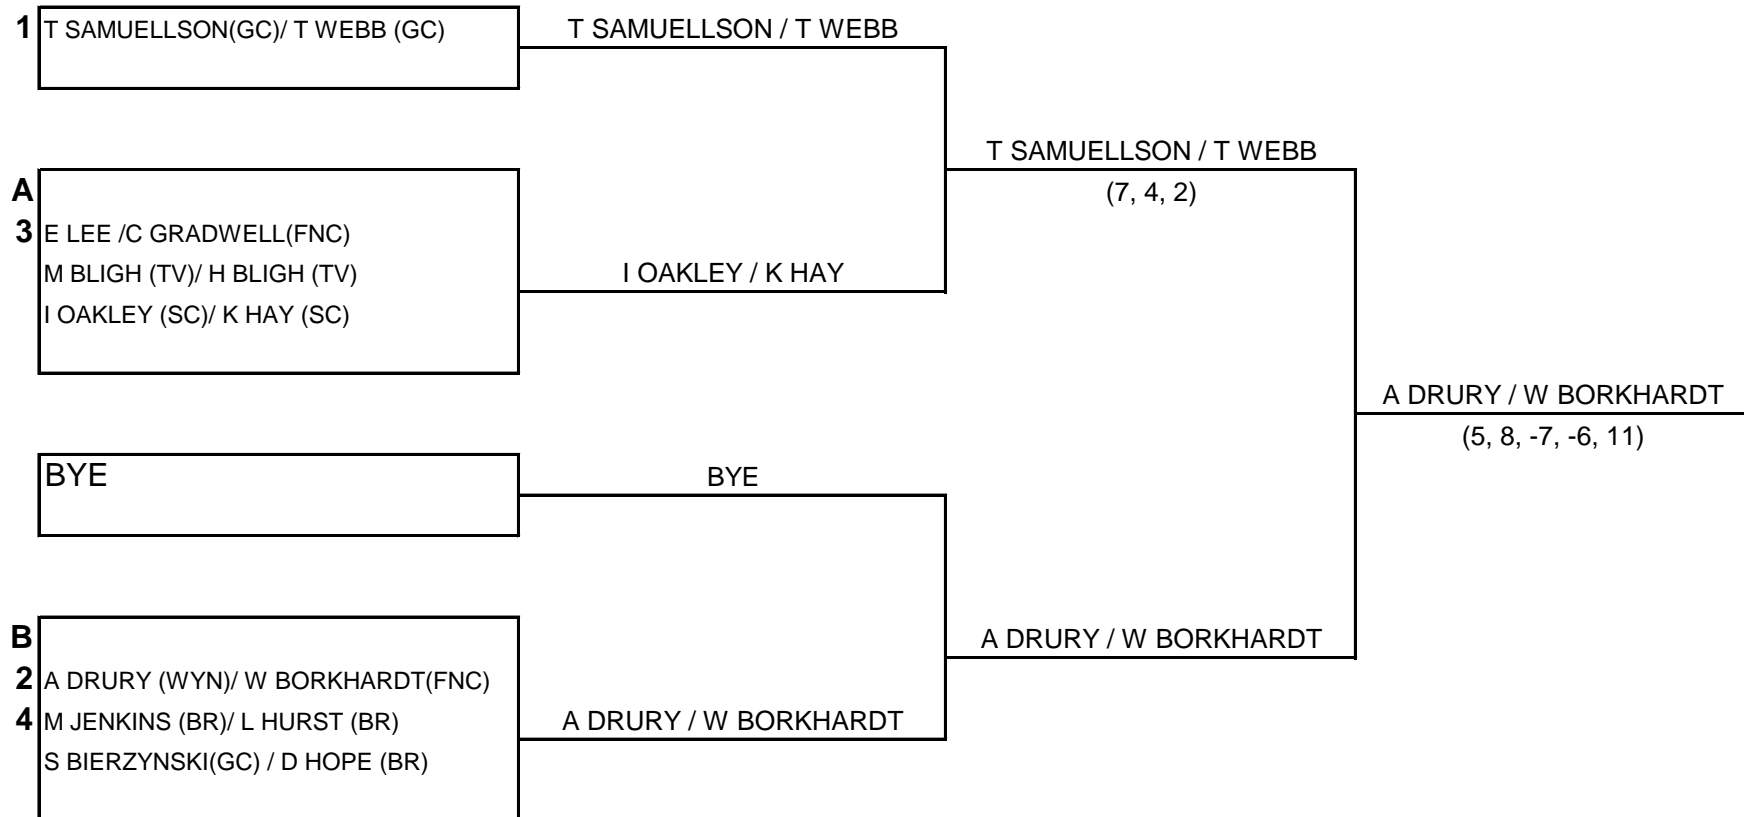 1 T SAMUELLSON(GC)/ T WEBB (GC)
T SAMUELLSON / T WEBB
T SAMUELLSON / T WEBB
(7, 4, 2)
A
3 E LEE /C GRADWELL(FNC)
M BLIGH (TV)/ H BLIGH (TV)
I OAKLEY / K HAY
I OAKLEY (SC)/ K HAY (SC)
A DRURY / W BORKHARDT
(5, 8, -7, -6, 11)
BYE
BYE
B
A DRURY / W BORKHARDT
2 A DRURY (WYN)/ W BORKHARDT(FNC)
4 M JENKINS (BR)/ L HURST (BR)
A DRURY / W BORKHARDT
S BIERZYNSKI(GC) / D HOPE (BR)